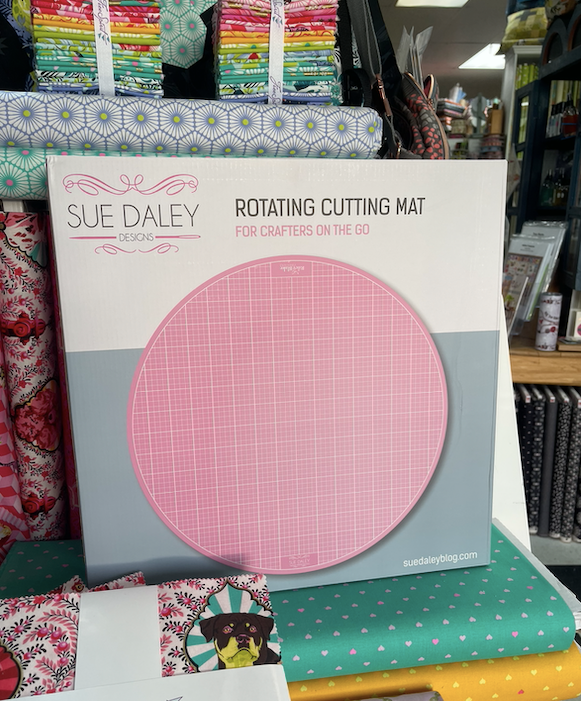 SUE DALEY
DESIGNS
ROTATING CUTTING MAT
FOR CRAFTERS ON THE GO
suedaleyblog.com